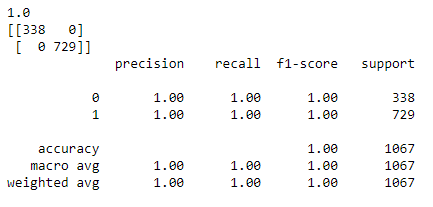 1.0
[[338   0]
 [  0 729]]
              precision    recall  f1-score   support

           0       1.00      1.00      1.00       338
           1       1.00      1.00      1.00       729

    accuracy                           1.00      1067
   macro avg       1.00      1.00      1.00      1067
weighted avg       1.00      1.00      1.00      1067